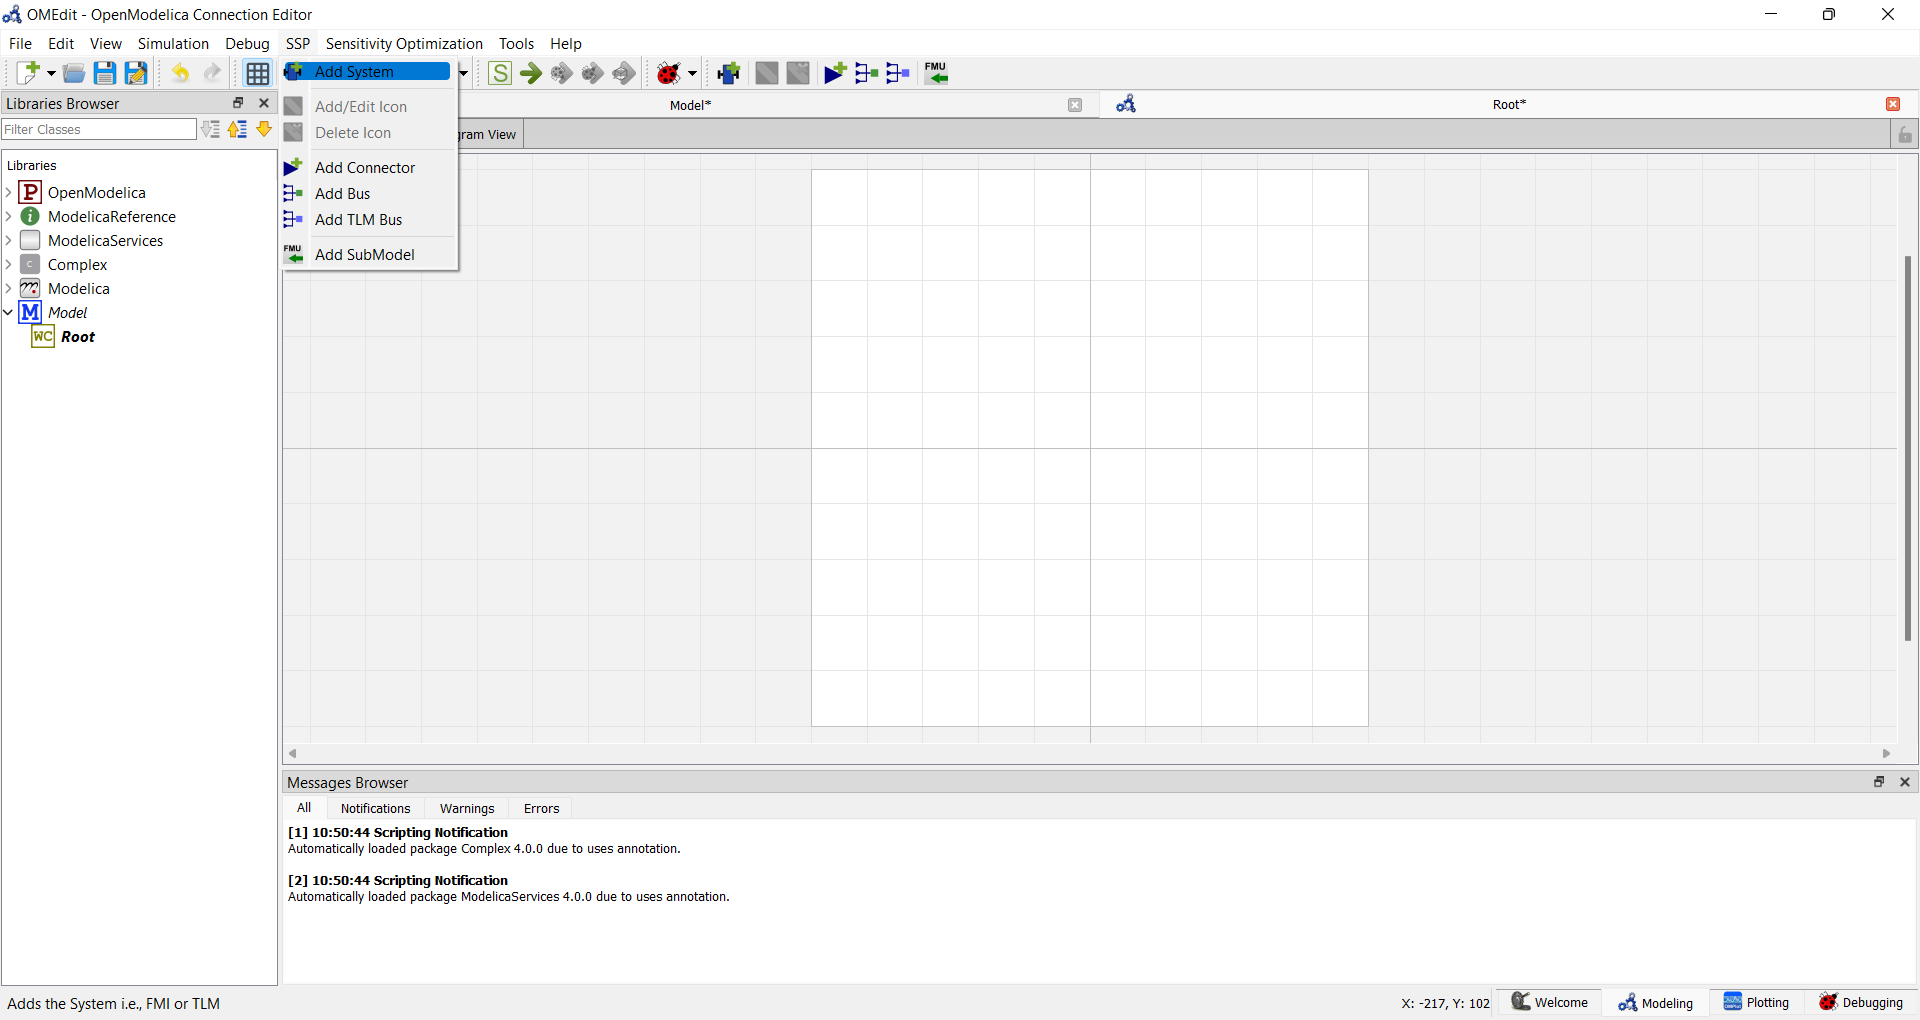 OMEdit - OpenModelica Connection Editor
File Edit View Simulation Debug SSP Sensitivity Optimization Tools Help
S
FMU
Add System
Add/Edit Icon
Delete Icon
Add Connector
Add Bus
Add TLM Bus
FMU Add SubModel
Libraries Browser
Filter Classes
Libraries
P OpenModelica
i ModelicaReference
ModelicaServices
C Complex
m Modelica
M Model
WC Root
Model*
Root*
gram View
Messages Browser
All Notifications Warnings Errors
[1] 10:50:44 Scripting Notification
Automatically loaded package Complex 4.0.0 due to uses annotation.
[2] 10:50:44 Scripting Notification
Automatically loaded package ModelicaServices 4.0.0 due to uses annotation.
Adds the System i.e., FMI or TLM
X: -217, Y: 102
Welcome Modeling Plotting Debugging